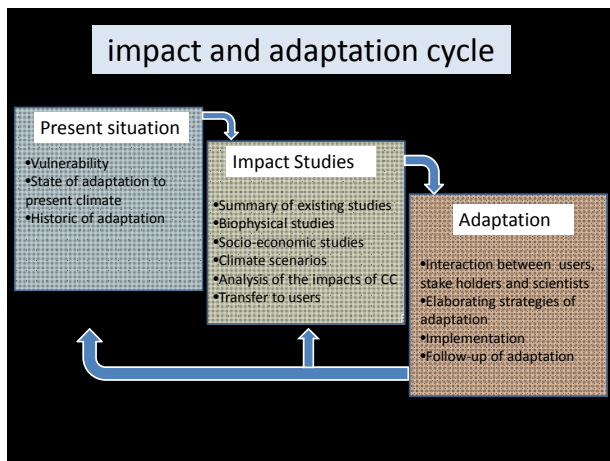 impact and adaptation cycle
Present situation
•Vulnerability
•State of adaptation to
present climate
•Historic of adaptation
Impact Studies
•Summary of existing studies
•Biophysical studies
•Socio-economic studies
•Climate scenarios
•Analysis of the impacts of CC
•Transfer to users
Adaptation
•Interaction between users,
stake holders and scientists
•Elaborating strategies of
adaptation
•Implementation
•Follow-up of adaptation